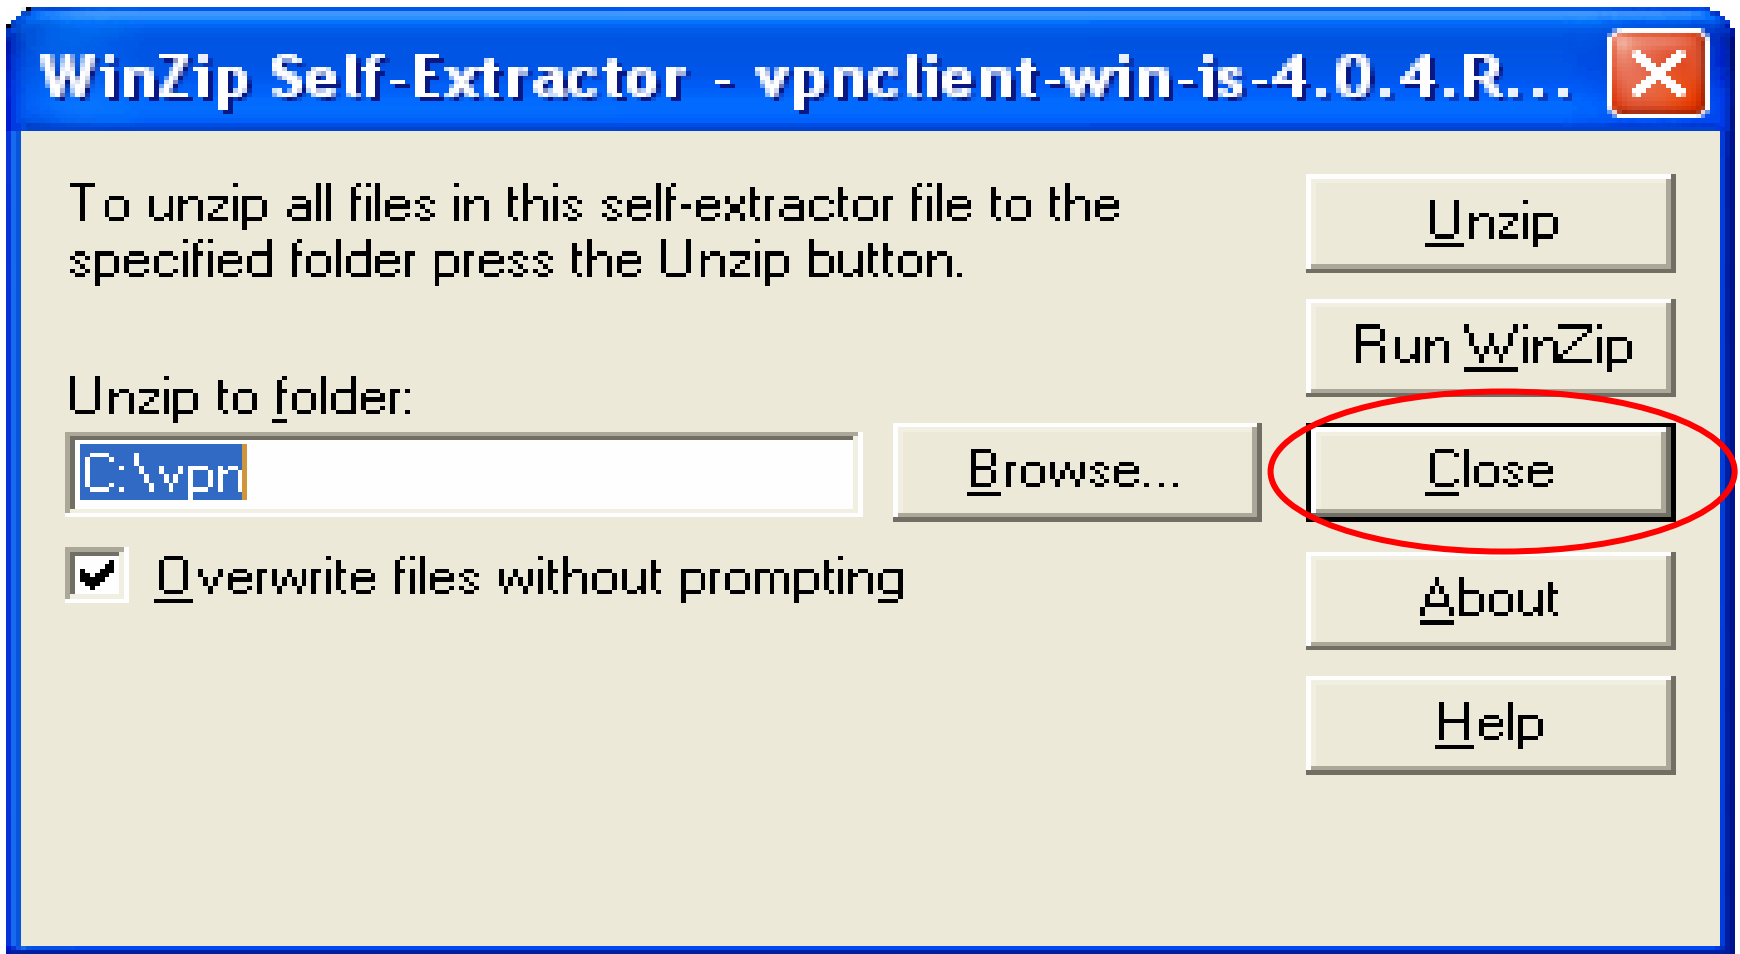 WinZip Self-Extractor - vpnclient-win-is-4.0.4.R...
To unzip all files in this self-extractor file to the
specified folder press the Unzip button.
Unzip to folder:
C:\vpn
Browse...
Overwrite files without prompting
Unzip
Run WinZip
Close
About
Help